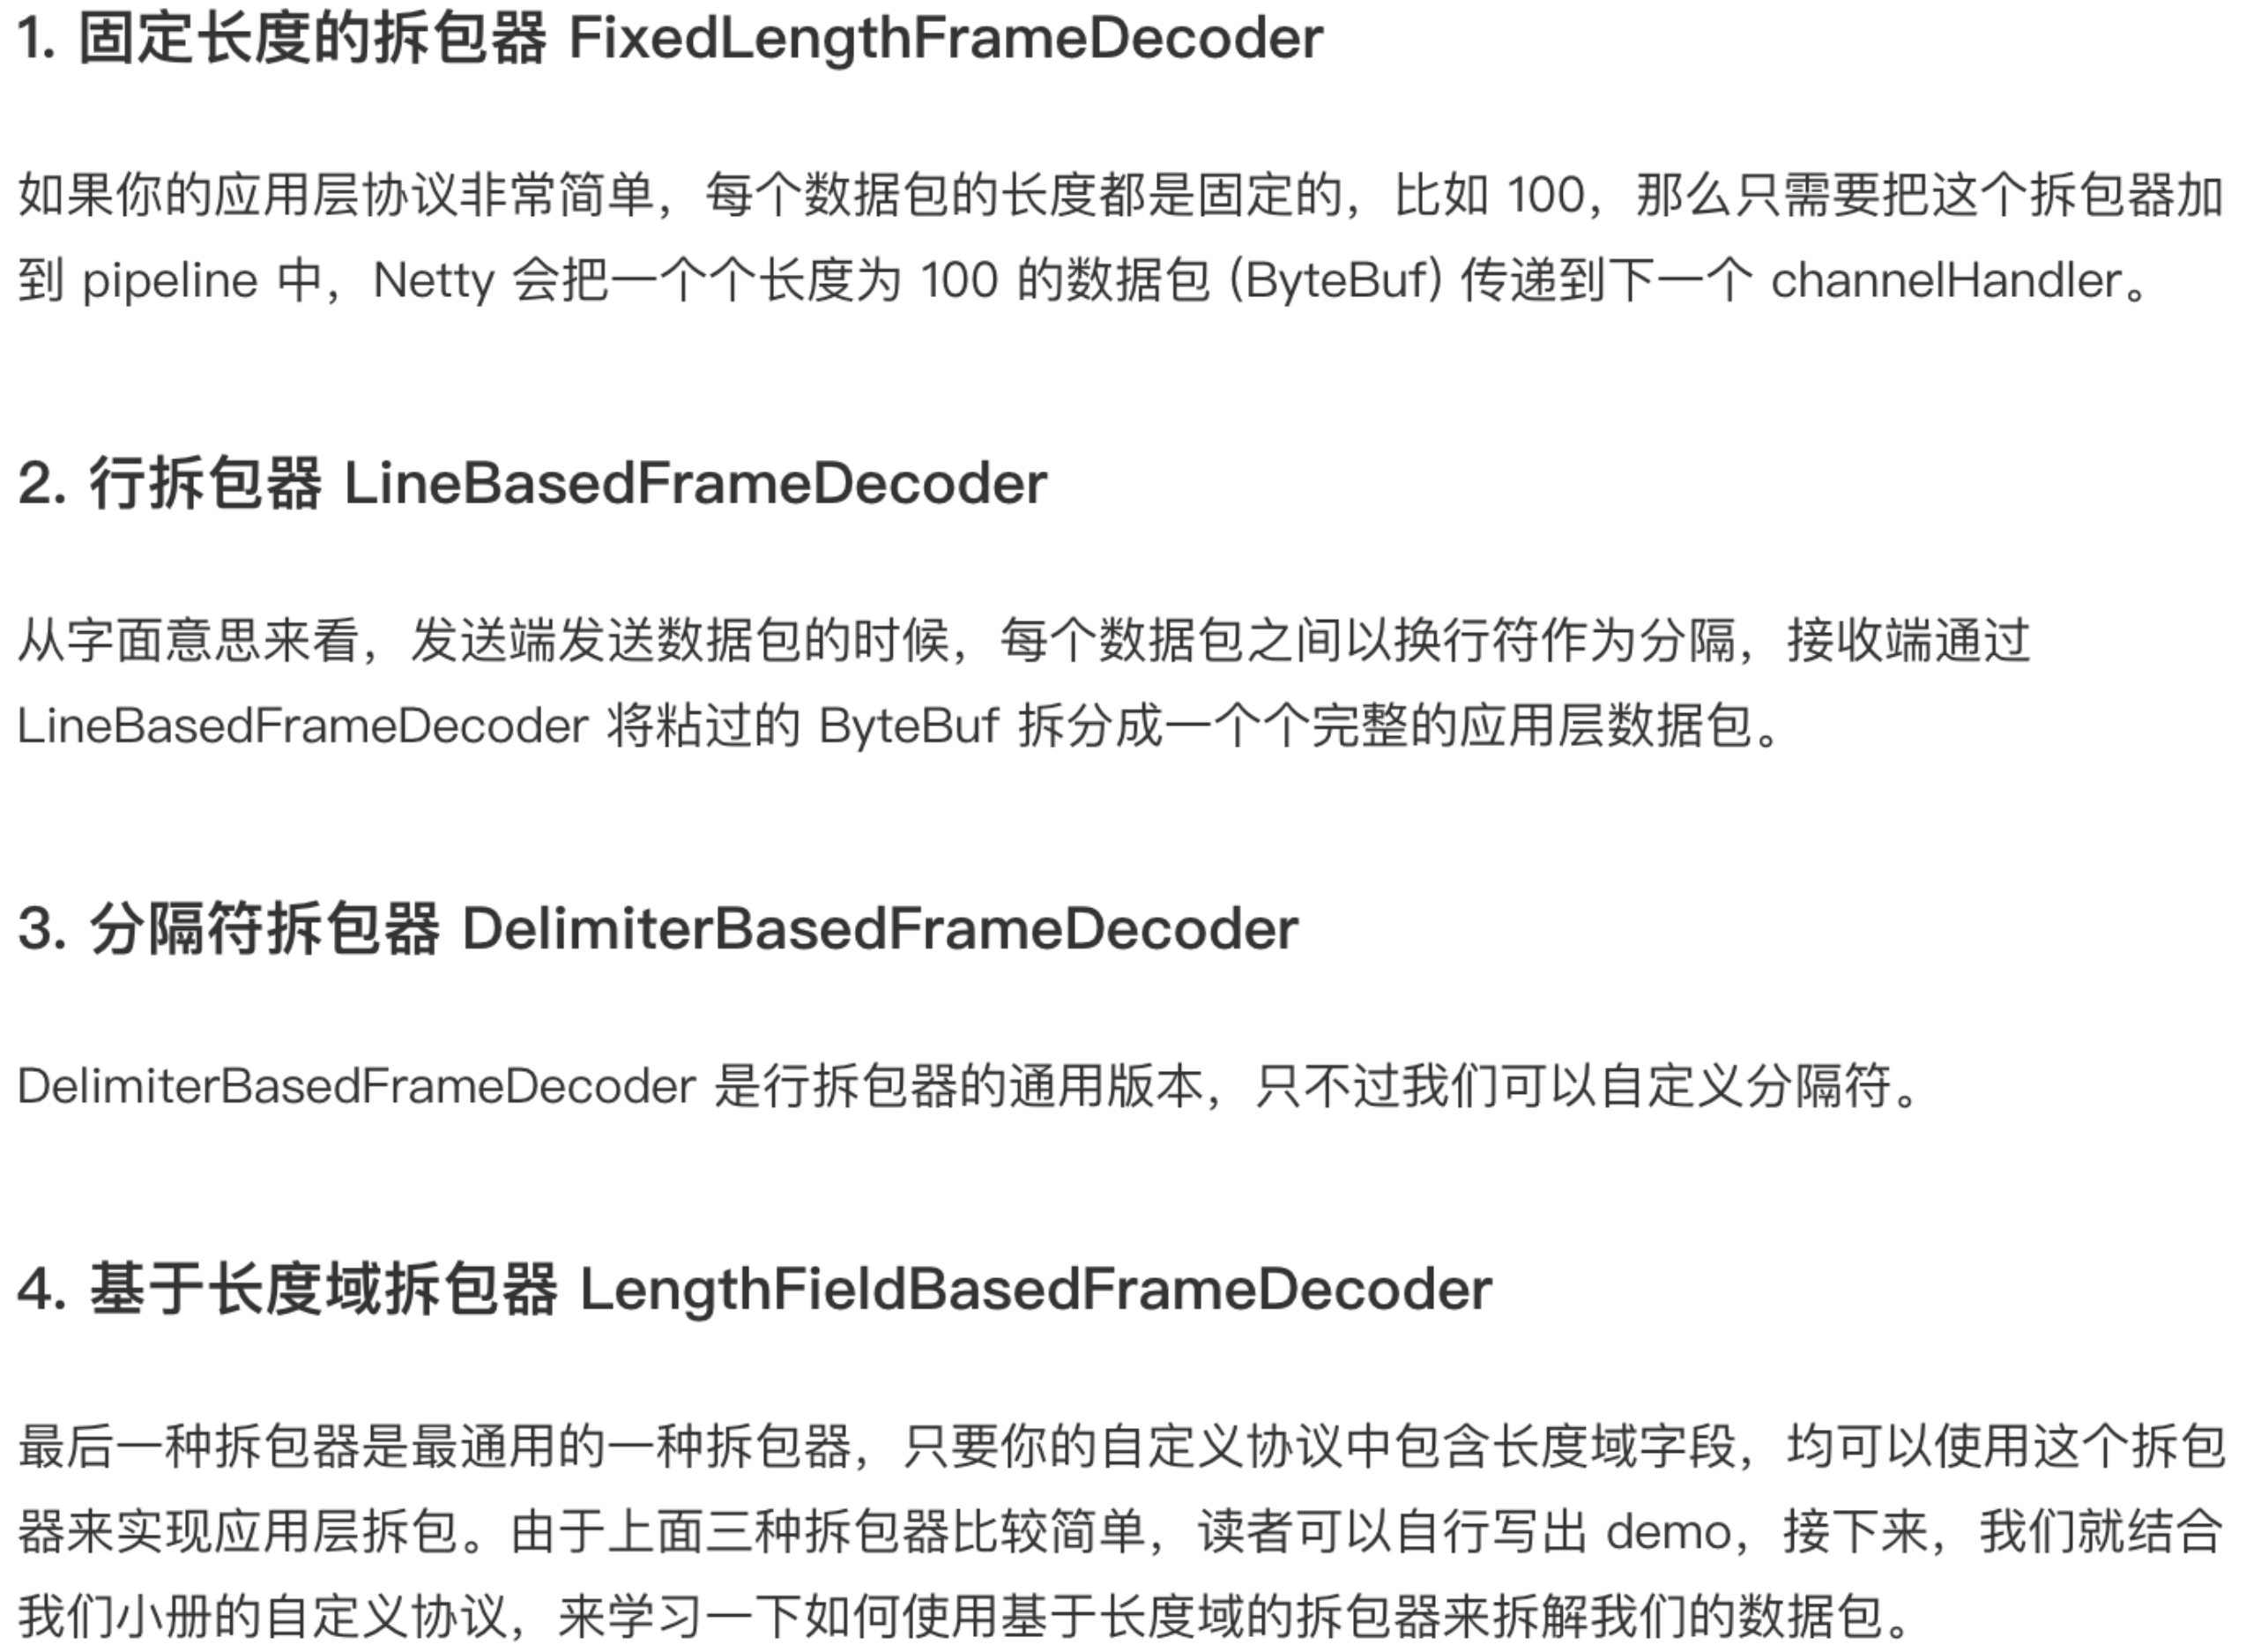 1. 固定长度的拆包器 FixedLengthFrameDecoder
如果你的应用层协议非常简单，每个数据包的长度都是固定的，比如 100，那么只需要把这个拆包器加
到 pipeline 中，Netty 会把一个个长度为 100 的数据包 (ByteBuf) 传递到下一个 channelHandler。
2. 行拆包器 LineBasedFrameDecoder
从字面意思来看，发送端发送数据包的时候，每个数据包之间以换行符作为分隔，接收端通过
LineBasedFrameDecoder 将粘过的 ByteBuf 拆分成一个个完整的应用层数据包。
3. 分隔符拆包器 DelimiterBasedFrameDecoder
DelimiterBasedFrameDecoder 是行拆包器的通用版本，只不过我们可以自定义分隔符。
4. 基于长度域拆包器 LengthFieldBasedFrameDecoder
最后一种拆包器是最通用的一种拆包器，只要你的自定义协议中包含长度域字段，均可以使用这个拆包
器来实现应用层拆包。由于上面三种拆包器比较简单，读者可以自行写出 demo，接下来，我们就结合
我们小册的自定义协议，来学习一下如何使用基于长度域的拆包器来拆解我们的数据包。